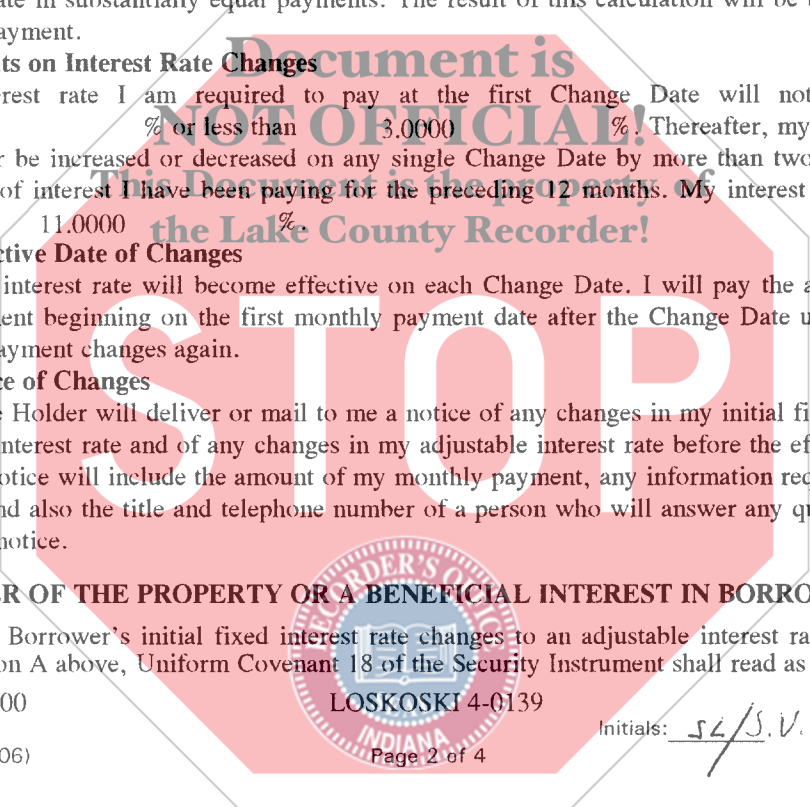 ate in substantially equal payments. The result of this calculation will be
ayment.
Document is
ts on Interest Rate Changes
rest rate I am required to pay at the first Change Date will not
NOT OFFICIAL!
% or less than 3.0000 %. Thereafter, my
be increased or decreased on any single Change Date by more than two
This Document is the property of
of interest I have been paying for the preceding 12 months. My interest
11.0000 %.
the Lake County Recorder!
ctive Date of Changes
interest rate will become effective on each Change Date. I will pay the a
ent beginning on the first monthly payment date after the Change Date u
ayment changes again.
ce of Changes
e Holder will deliver or mail to me a notice of any changes in my initial fi
interest rate and of any changes in my adjustable interest rate before the ef
otice will include the amount of my monthly payment, any information req
nd also the title and telephone number of a person who will answer any qu
notice.
STOP
RECORDER'S OFFICE
R OF THE PROPERTY OR A BENEFICIAL INTEREST IN BORRO
Borrower's initial fixed interest rate changes to an adjustable interest ra
on A above, Uniform Covenant 18 of the Security Instrument shall read as
00 LOSKOSKI 4-0139
Initials: SL/S.V.
INDIANA
06) Page 2 of 4